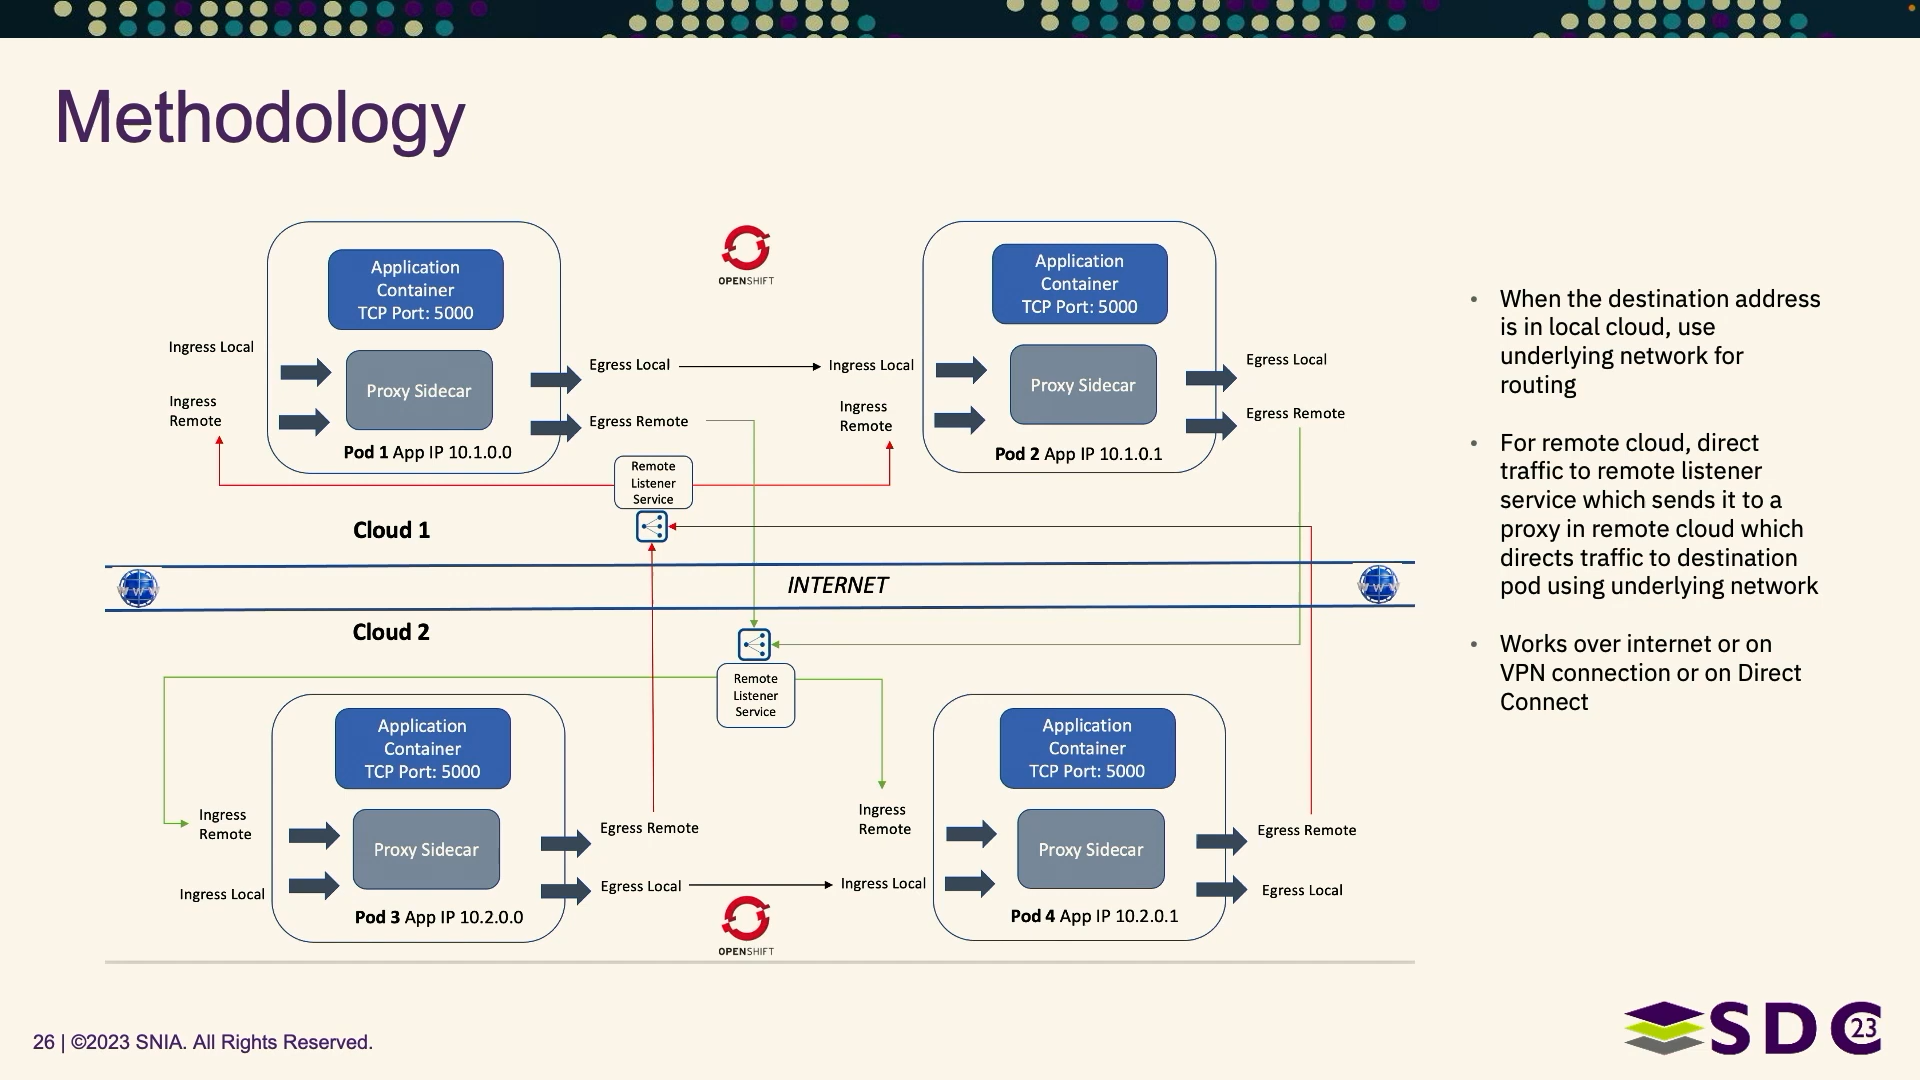 Methodology
OPENSHIFT
Application
Container
TCP Port: 5000
Proxy Sidecar
Pod 1 App IP 10.1.0.0
Ingress Local
Ingress
Remote
Egress Local
Egress Remote
Application
Container
TCP Port: 5000
Proxy Sidecar
Pod 2 App IP 10.1.0.1
Ingress Local
Ingress
Remote
Egress Local
Egress Remote
Remote
Listener
Service
Cloud 1
WWW
INTERNET
WWW
Cloud 2
Remote
Listener
Service
Application
Container
TCP Port: 5000
Proxy Sidecar
Pod 3 App IP 10.2.0.0
Ingress
Remote
Ingress Local
Egress Remote
Egress Local
Application
Container
TCP Port: 5000
Proxy Sidecar
Pod 4 App IP 10.2.0.1
Ingress
Remote
Ingress Local
Egress Remote
Egress Local
OPENSHIFT
• When the destination address
is in local cloud, use
underlying network for
routing
• For remote cloud, direct
traffic to remote listener
service which sends it to a
proxy in remote cloud which
directs traffic to destination
pod using underlying network
• Works over internet or on
VPN connection or on Direct
Connect
26 | ©2023 SNIA. All Rights Reserved.
SDC 23